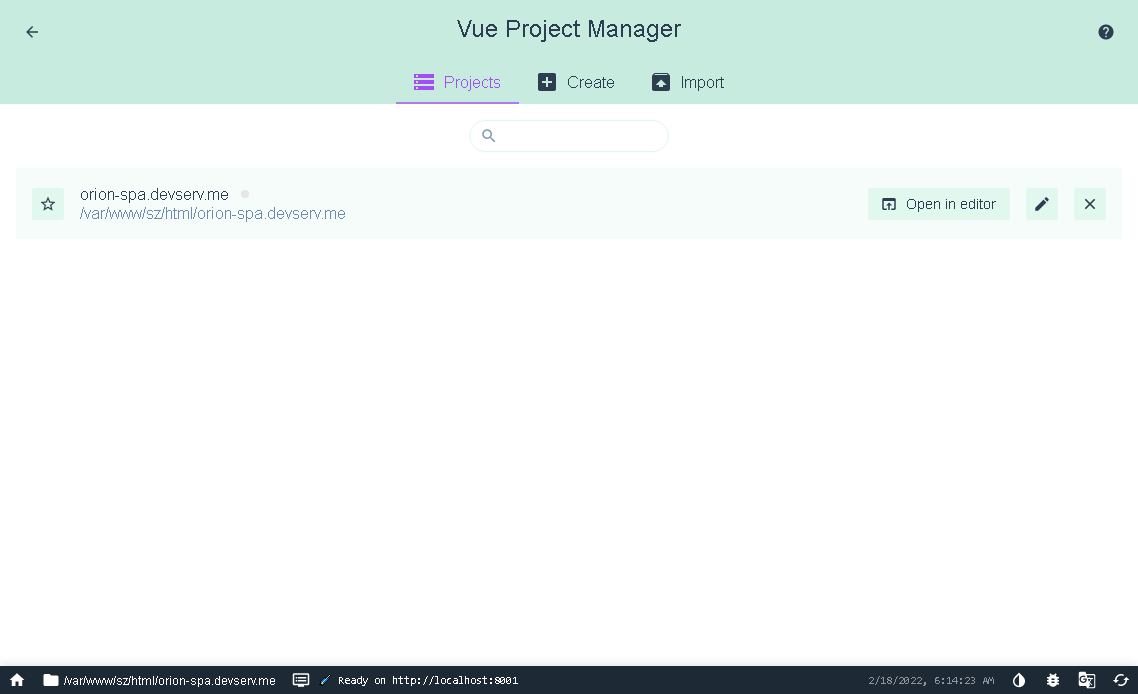 Vue Project Manager
Projects Create Import
orion-spa.devserv.me
/var/www/sz/html/orion-spa.devserv.me
Open in editor
/var/www/sz/html/orion-spa.devserv.me Ready on http://localhost:8001 2/18/2022, 6:14:23 AM